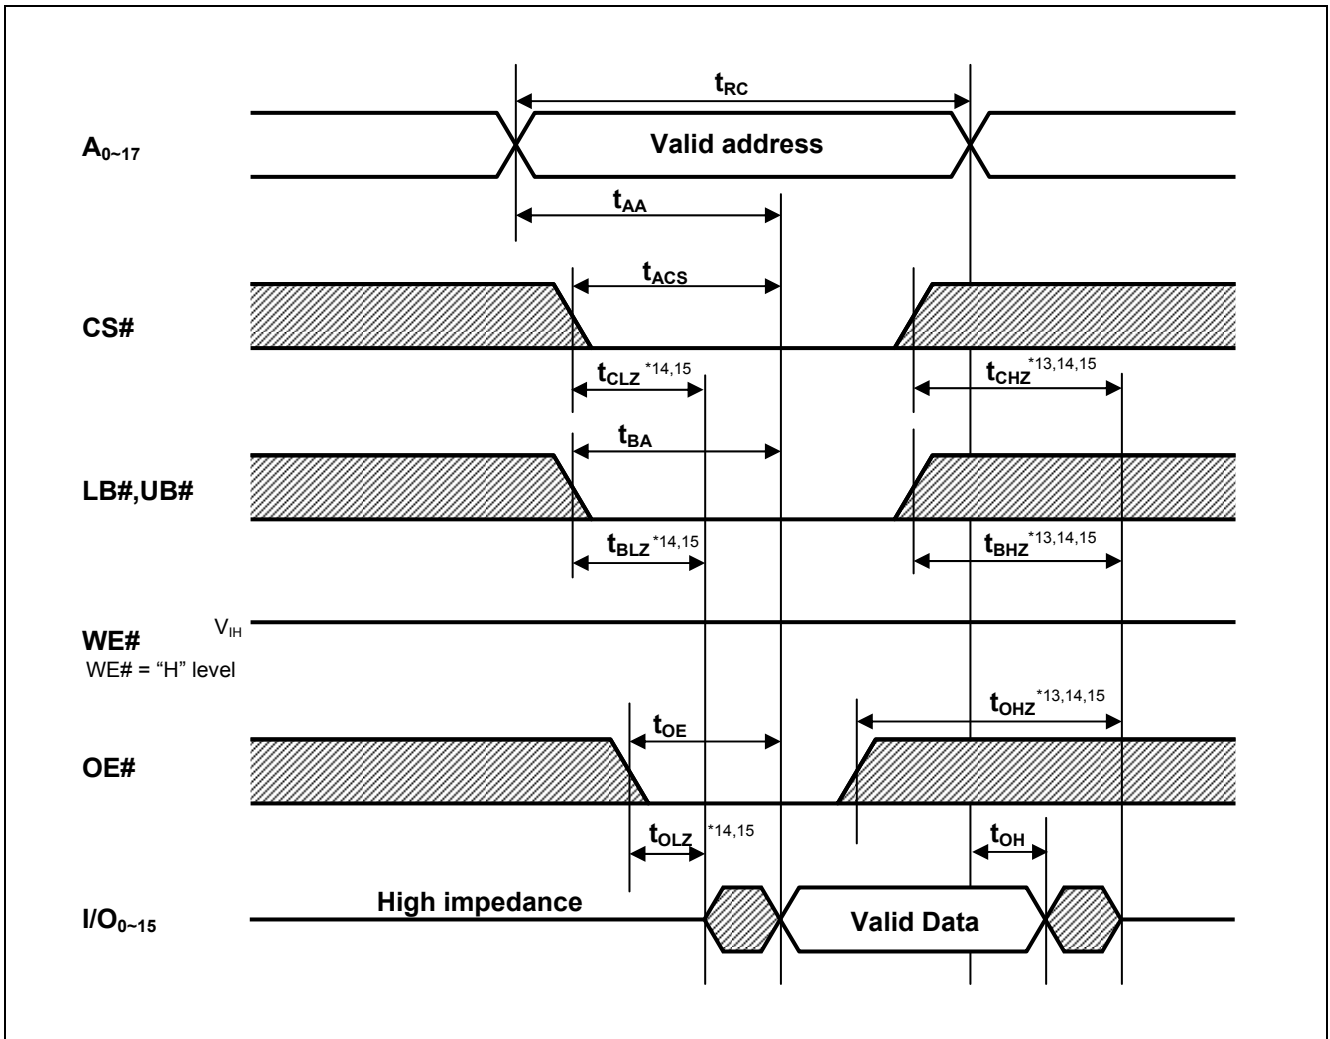 tRC
A0~17
Valid address
tAA
tACS
CS#
tCLZ *14,15
tCHZ *13,14,15
tBA
LB#,UB#
tBLZ *14,15
tBHZ *13,14,15
VIH
WE#
WE# = “H” level
tOHZ *13,14,15
tOE
OE#
tOLZ *14,15
tOH
High impedance
I/O0~15
Valid Data